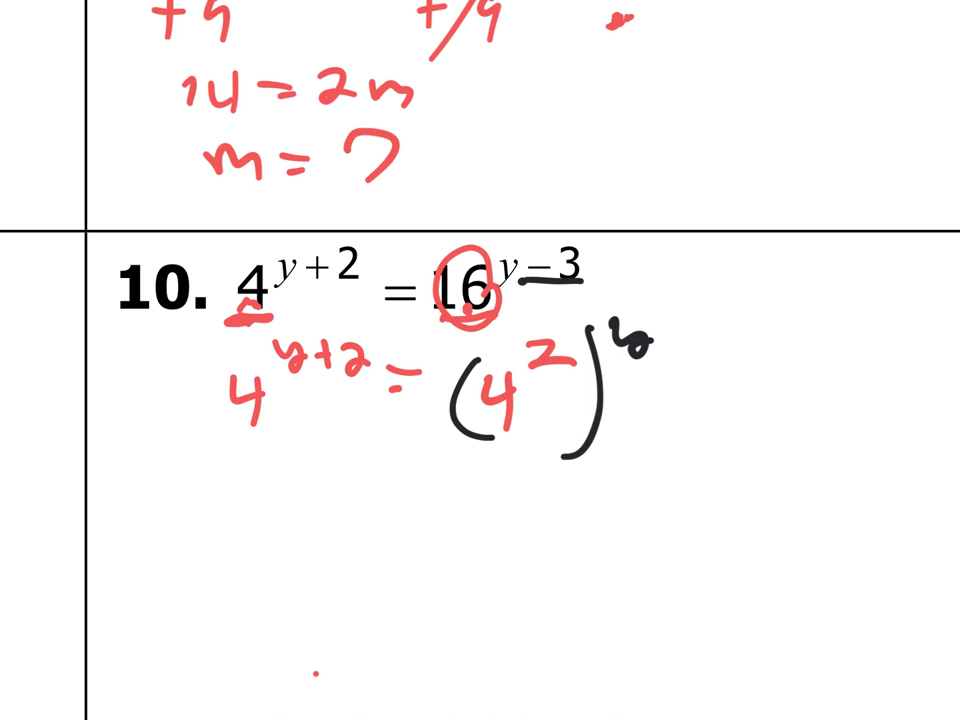 +9 +9
14 = 2m
m = 7
10. 4^{y+2} = 16^{y-3}
4^{y+2} = (4^2)^y